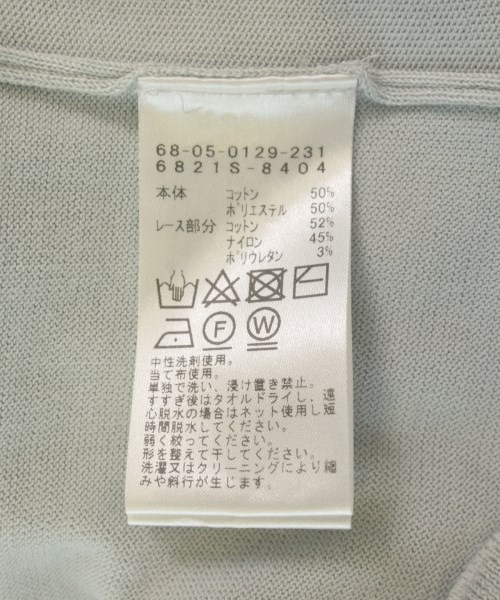 68-05-0129-231
6821S-8404
本体 コットン 50%
ポリエステル 50%
レース部分 コットン 52%
ナイロン 45%
ポリウレタン 3%
F W
中性洗剤使用。
当て布使用。
単独で洗い、浸け置き禁止。
すすぎ後はタオルドライし、遠
心脱水の場合はネット使用し短
時間脱水してください。
弱く絞ってください。
形を整えて干してください。
洗濯又はクリーニングにより縮
みや斜行が生じます。